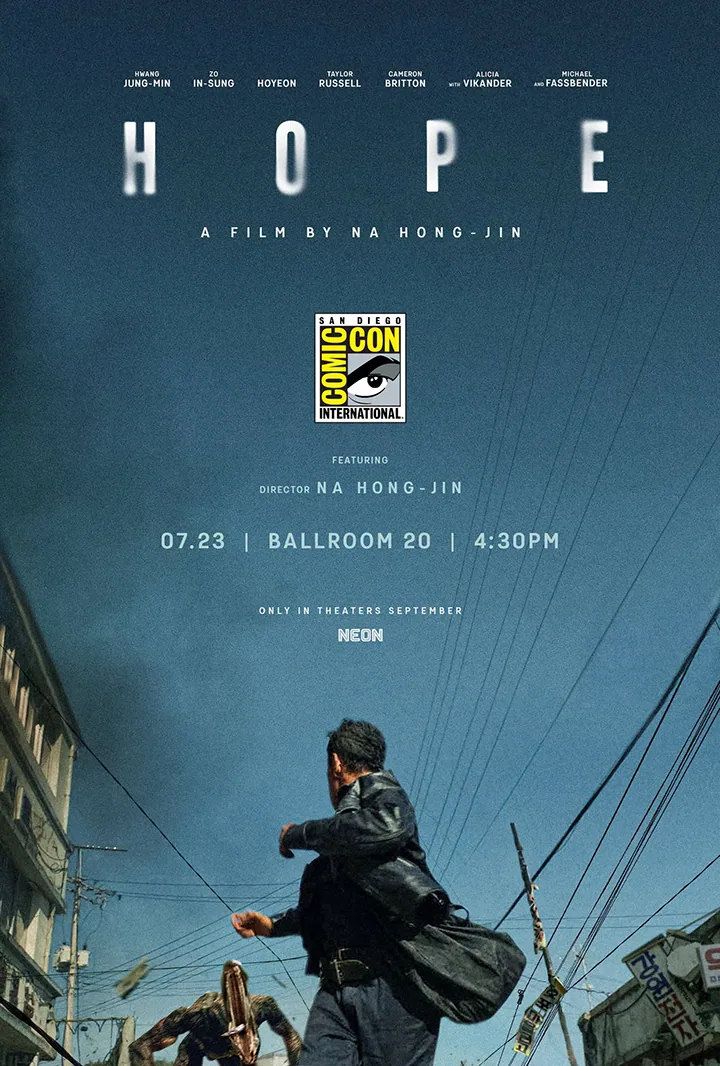 HWANG JUNG-MIN ZO IN-SUNG HOYEON TAYLOR RUSSELL CAMERON BRITTON WITH ALICIA VIKANDER AND MICHAEL FASSBENDER
HOPE
A FILM BY NA HONG-JIN
SAN DIEGO
COMIC CON
INTERNATIONAL.
FEATURING
DIRECTOR NA HONG-JIN
07.23 | BALLROOM 20 | 4:30PM
ONLY IN THEATERS SEPTEMBER
NEON